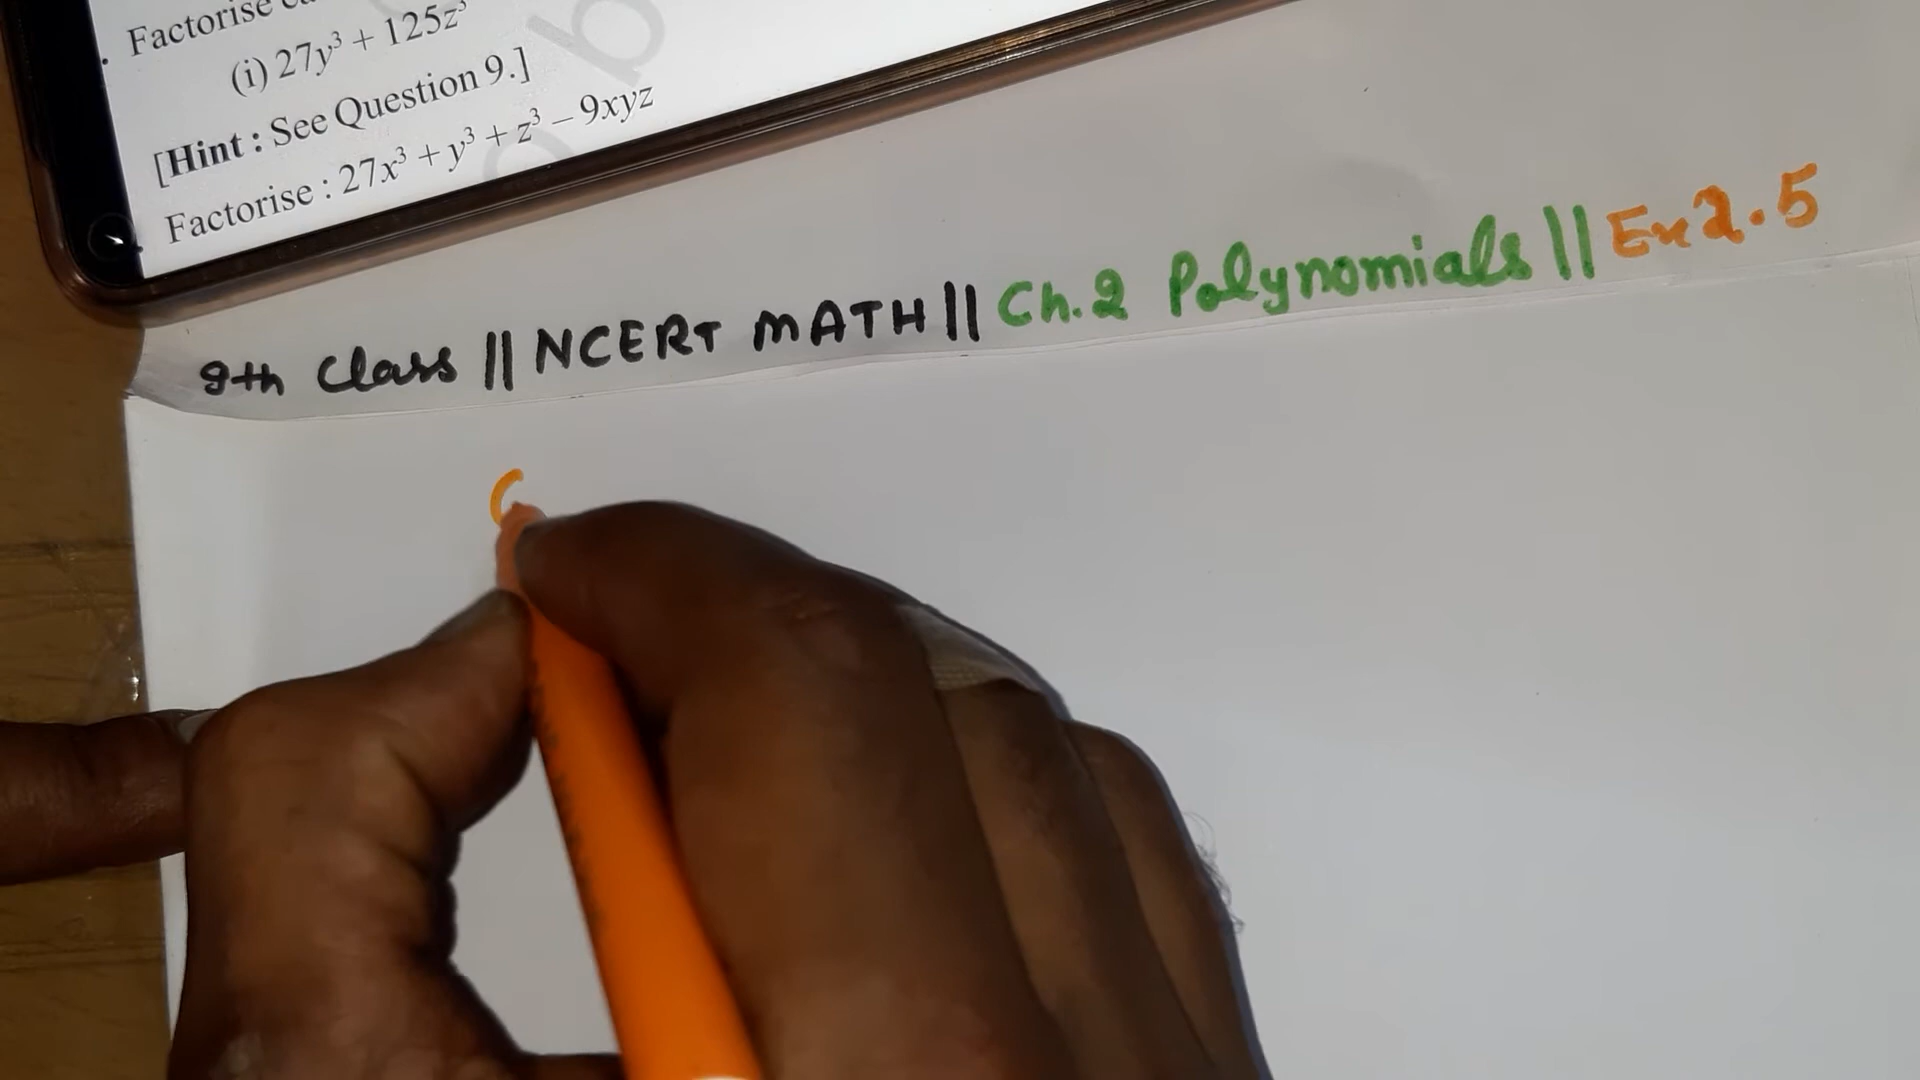 Factorise
(i) 27y³ + 125z³
[Hint : See Question 9.]
Factorise : 27x³ + y³ + z³ – 9xyz
9th Class || NCERT MATH || Ch.2 Polynomials || Ex 2.5